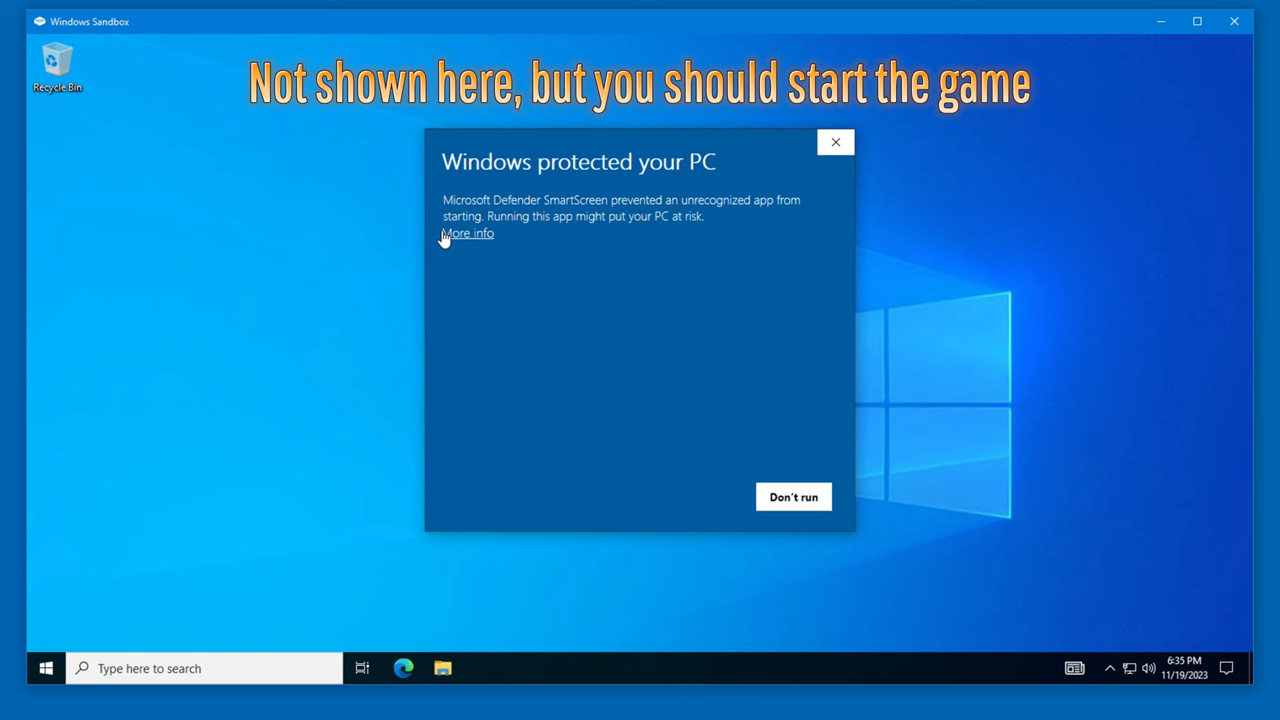 Windows Sandbox
Recycle Bin
Not shown here, but you should start the game
Windows protected your PC
Microsoft Defender SmartScreen prevented an unrecognized app from
starting. Running this app might put your PC at risk.
More info
Don't run
Type here to search
6:35 PM
11/19/2023